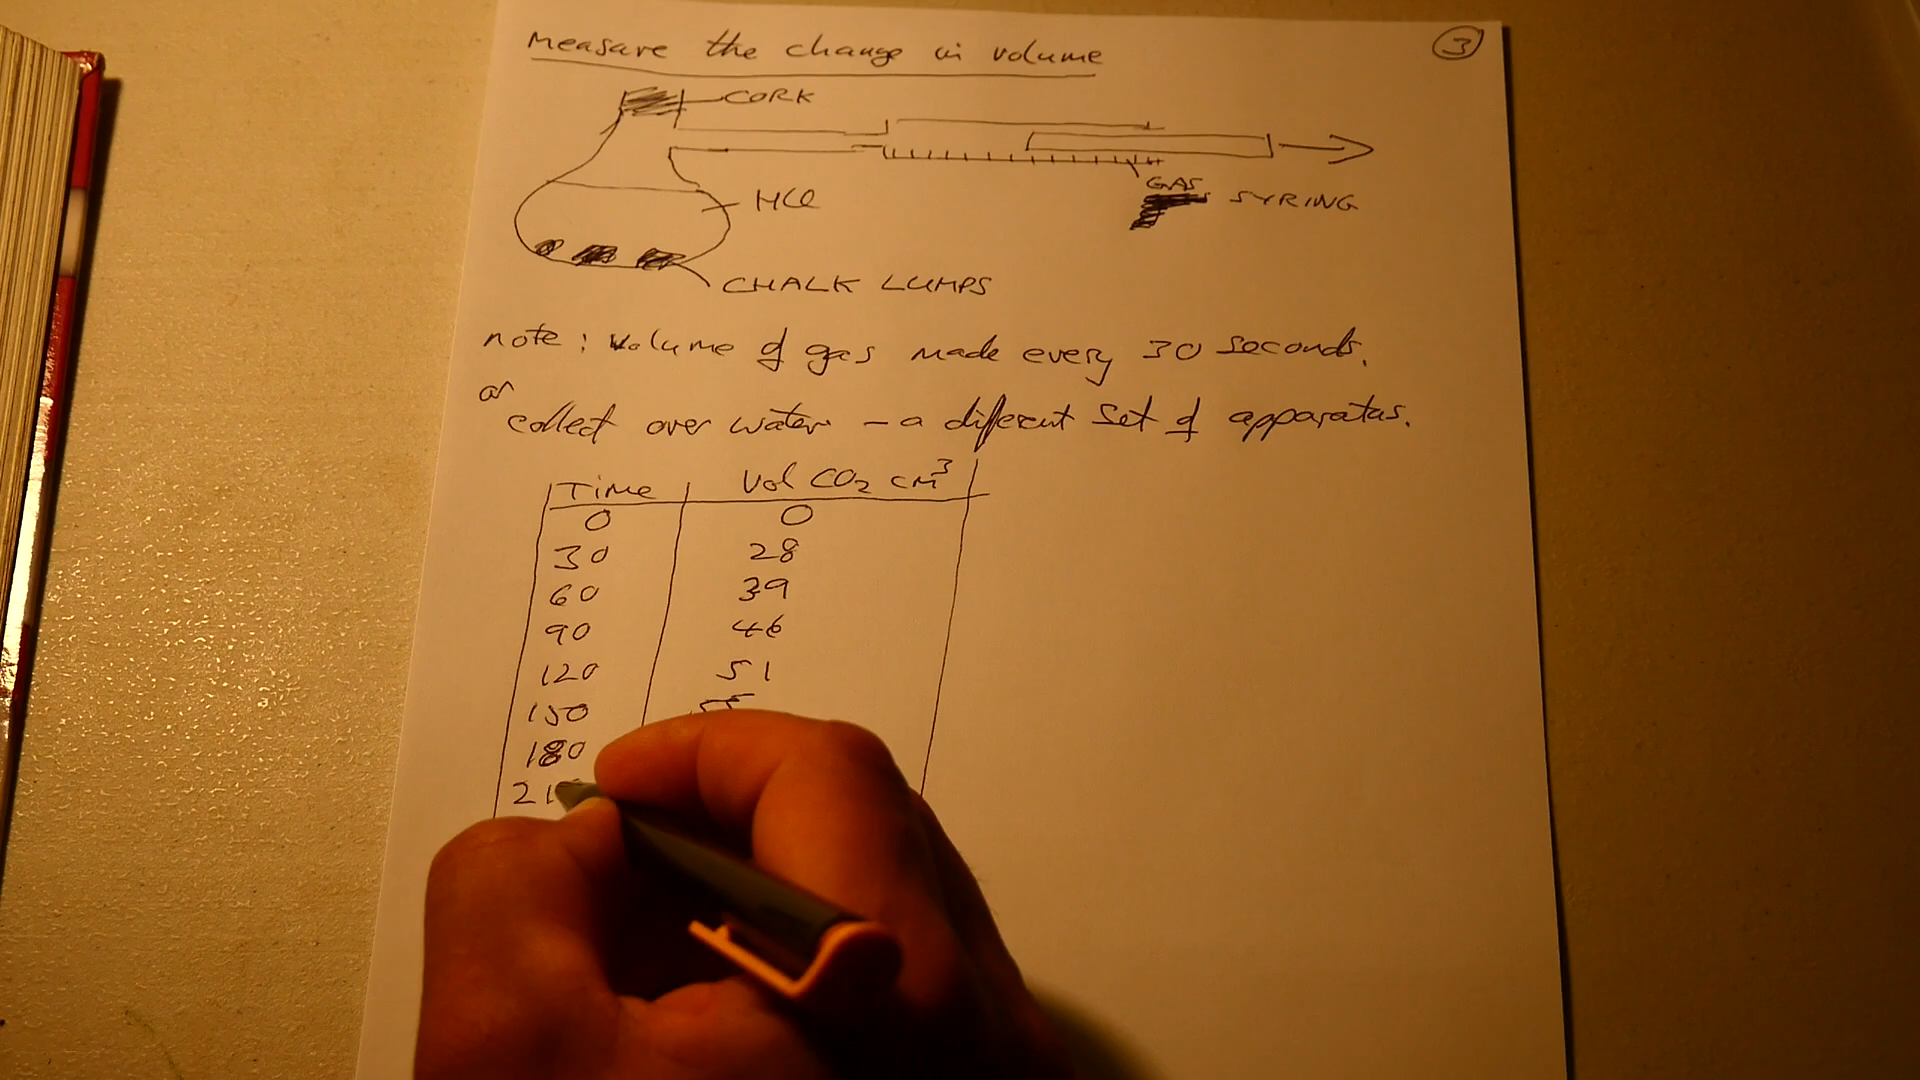 measure the change in volume
3
CORK
HCl
GAS
SYRING
CHALK LUMPS
note: volume of gas made every 30 seconds.
or
collect over water - a different set of apparatus.
Time Vol CO2 cm3
0 0
30 28
60 39
90 46
120 51
150
180
21